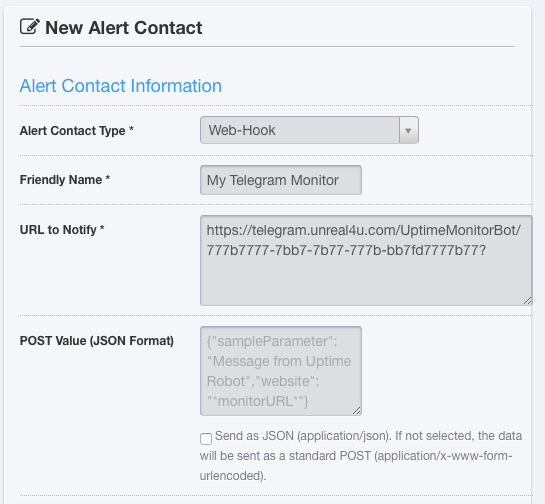 New Alert Contact
Alert Contact Information
Alert Contact Type *
Web-Hook
Friendly Name *
My Telegram Monitor
URL to Notify *
https://telegram.unreal4u.com/UptimeMonitorBot/
777b7777-7bb7-7b77-777b-bb7fd7777b77?
POST Value (JSON Format)
{"sampleParameter":
"Message from Uptime
Robot","website":
"*monitorURL*"}
Send as JSON (application/json). If not selected, the data
will be sent as a standard POST (application/x-www-form-
urlencoded).